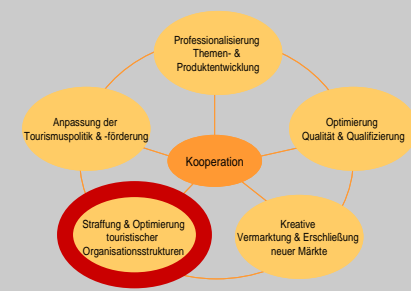 Professionalisierung
Themen- &
Produktentwicklung
Anpassung der
Tourismuspolitik & -förderung
Optimierung
Qualität & Qualifizierung
Kooperation
Straffung & Optimierung
touristischer
Organisationsstrukturen
Kreative
Vermarktung & Erschließung
neuer Märkte